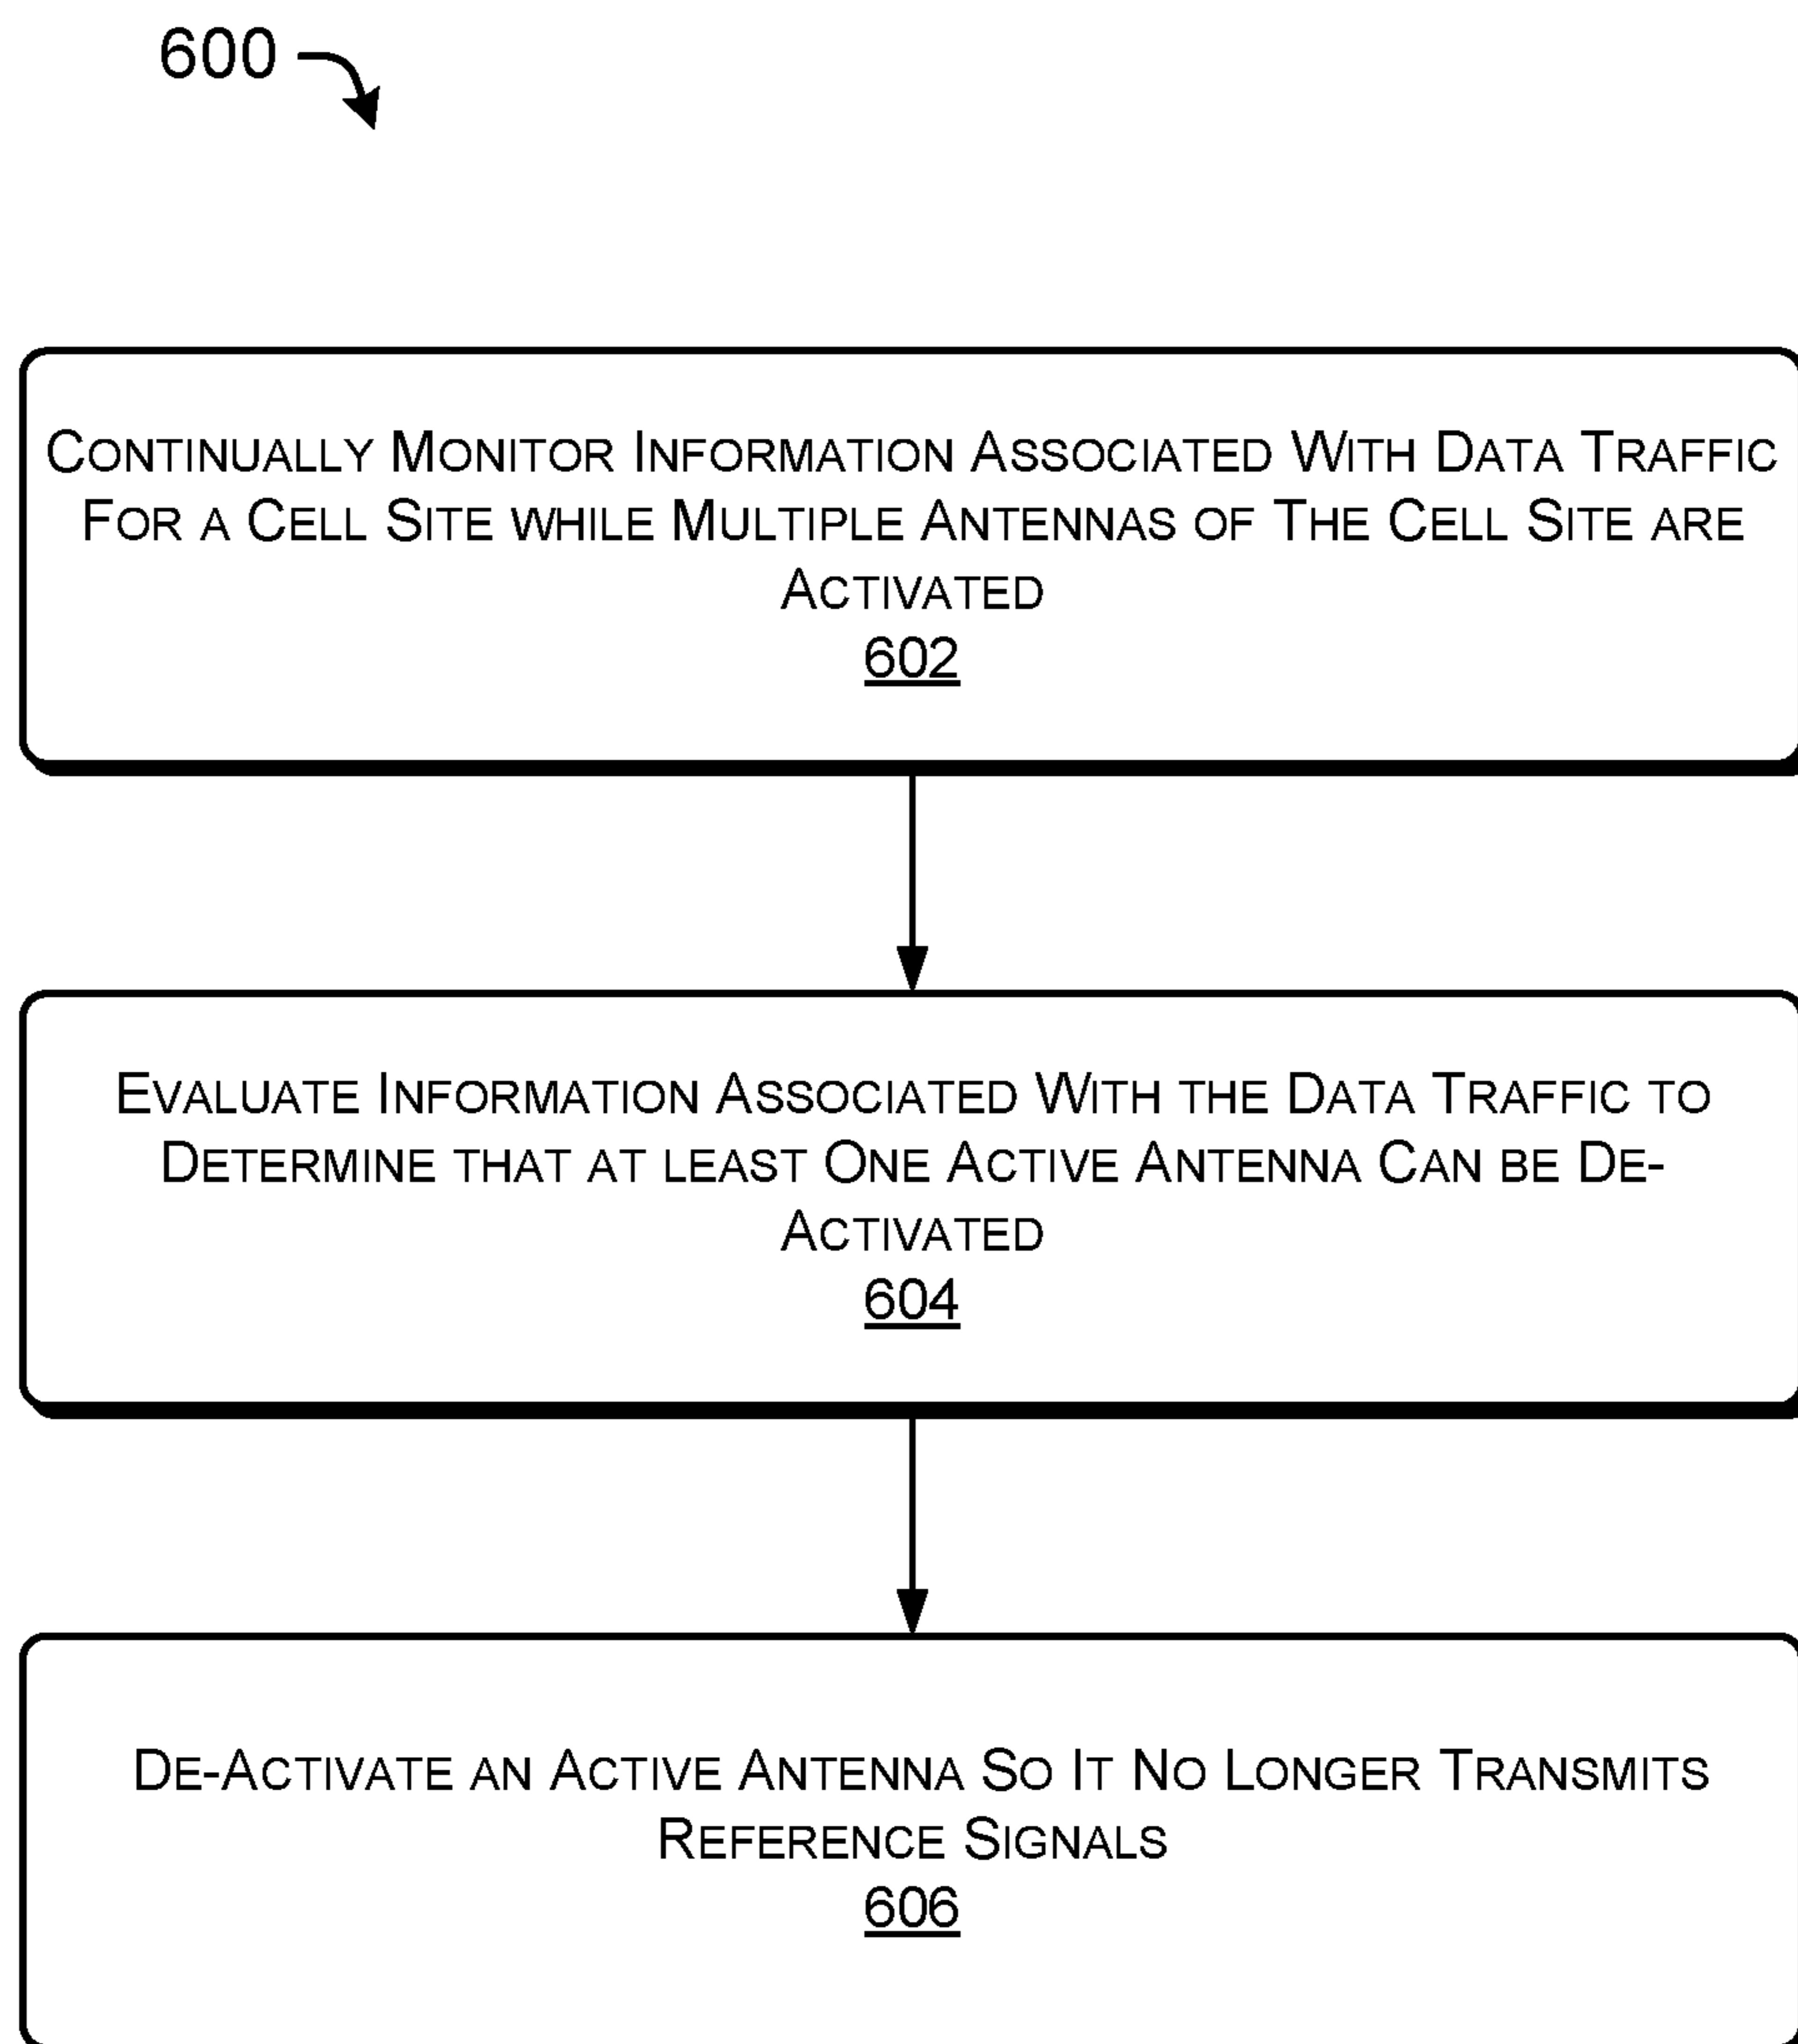 600
Continually Monitor Information Associated With Data Traffic
For a Cell Site while Multiple Antennas of The Cell Site are
Activated
602
Evaluate Information Associated With the Data Traffic to
Determine that at least One Active Antenna Can be De-
Activated
604
De-Activate an Active Antenna So It No Longer Transmits
Reference Signals
606